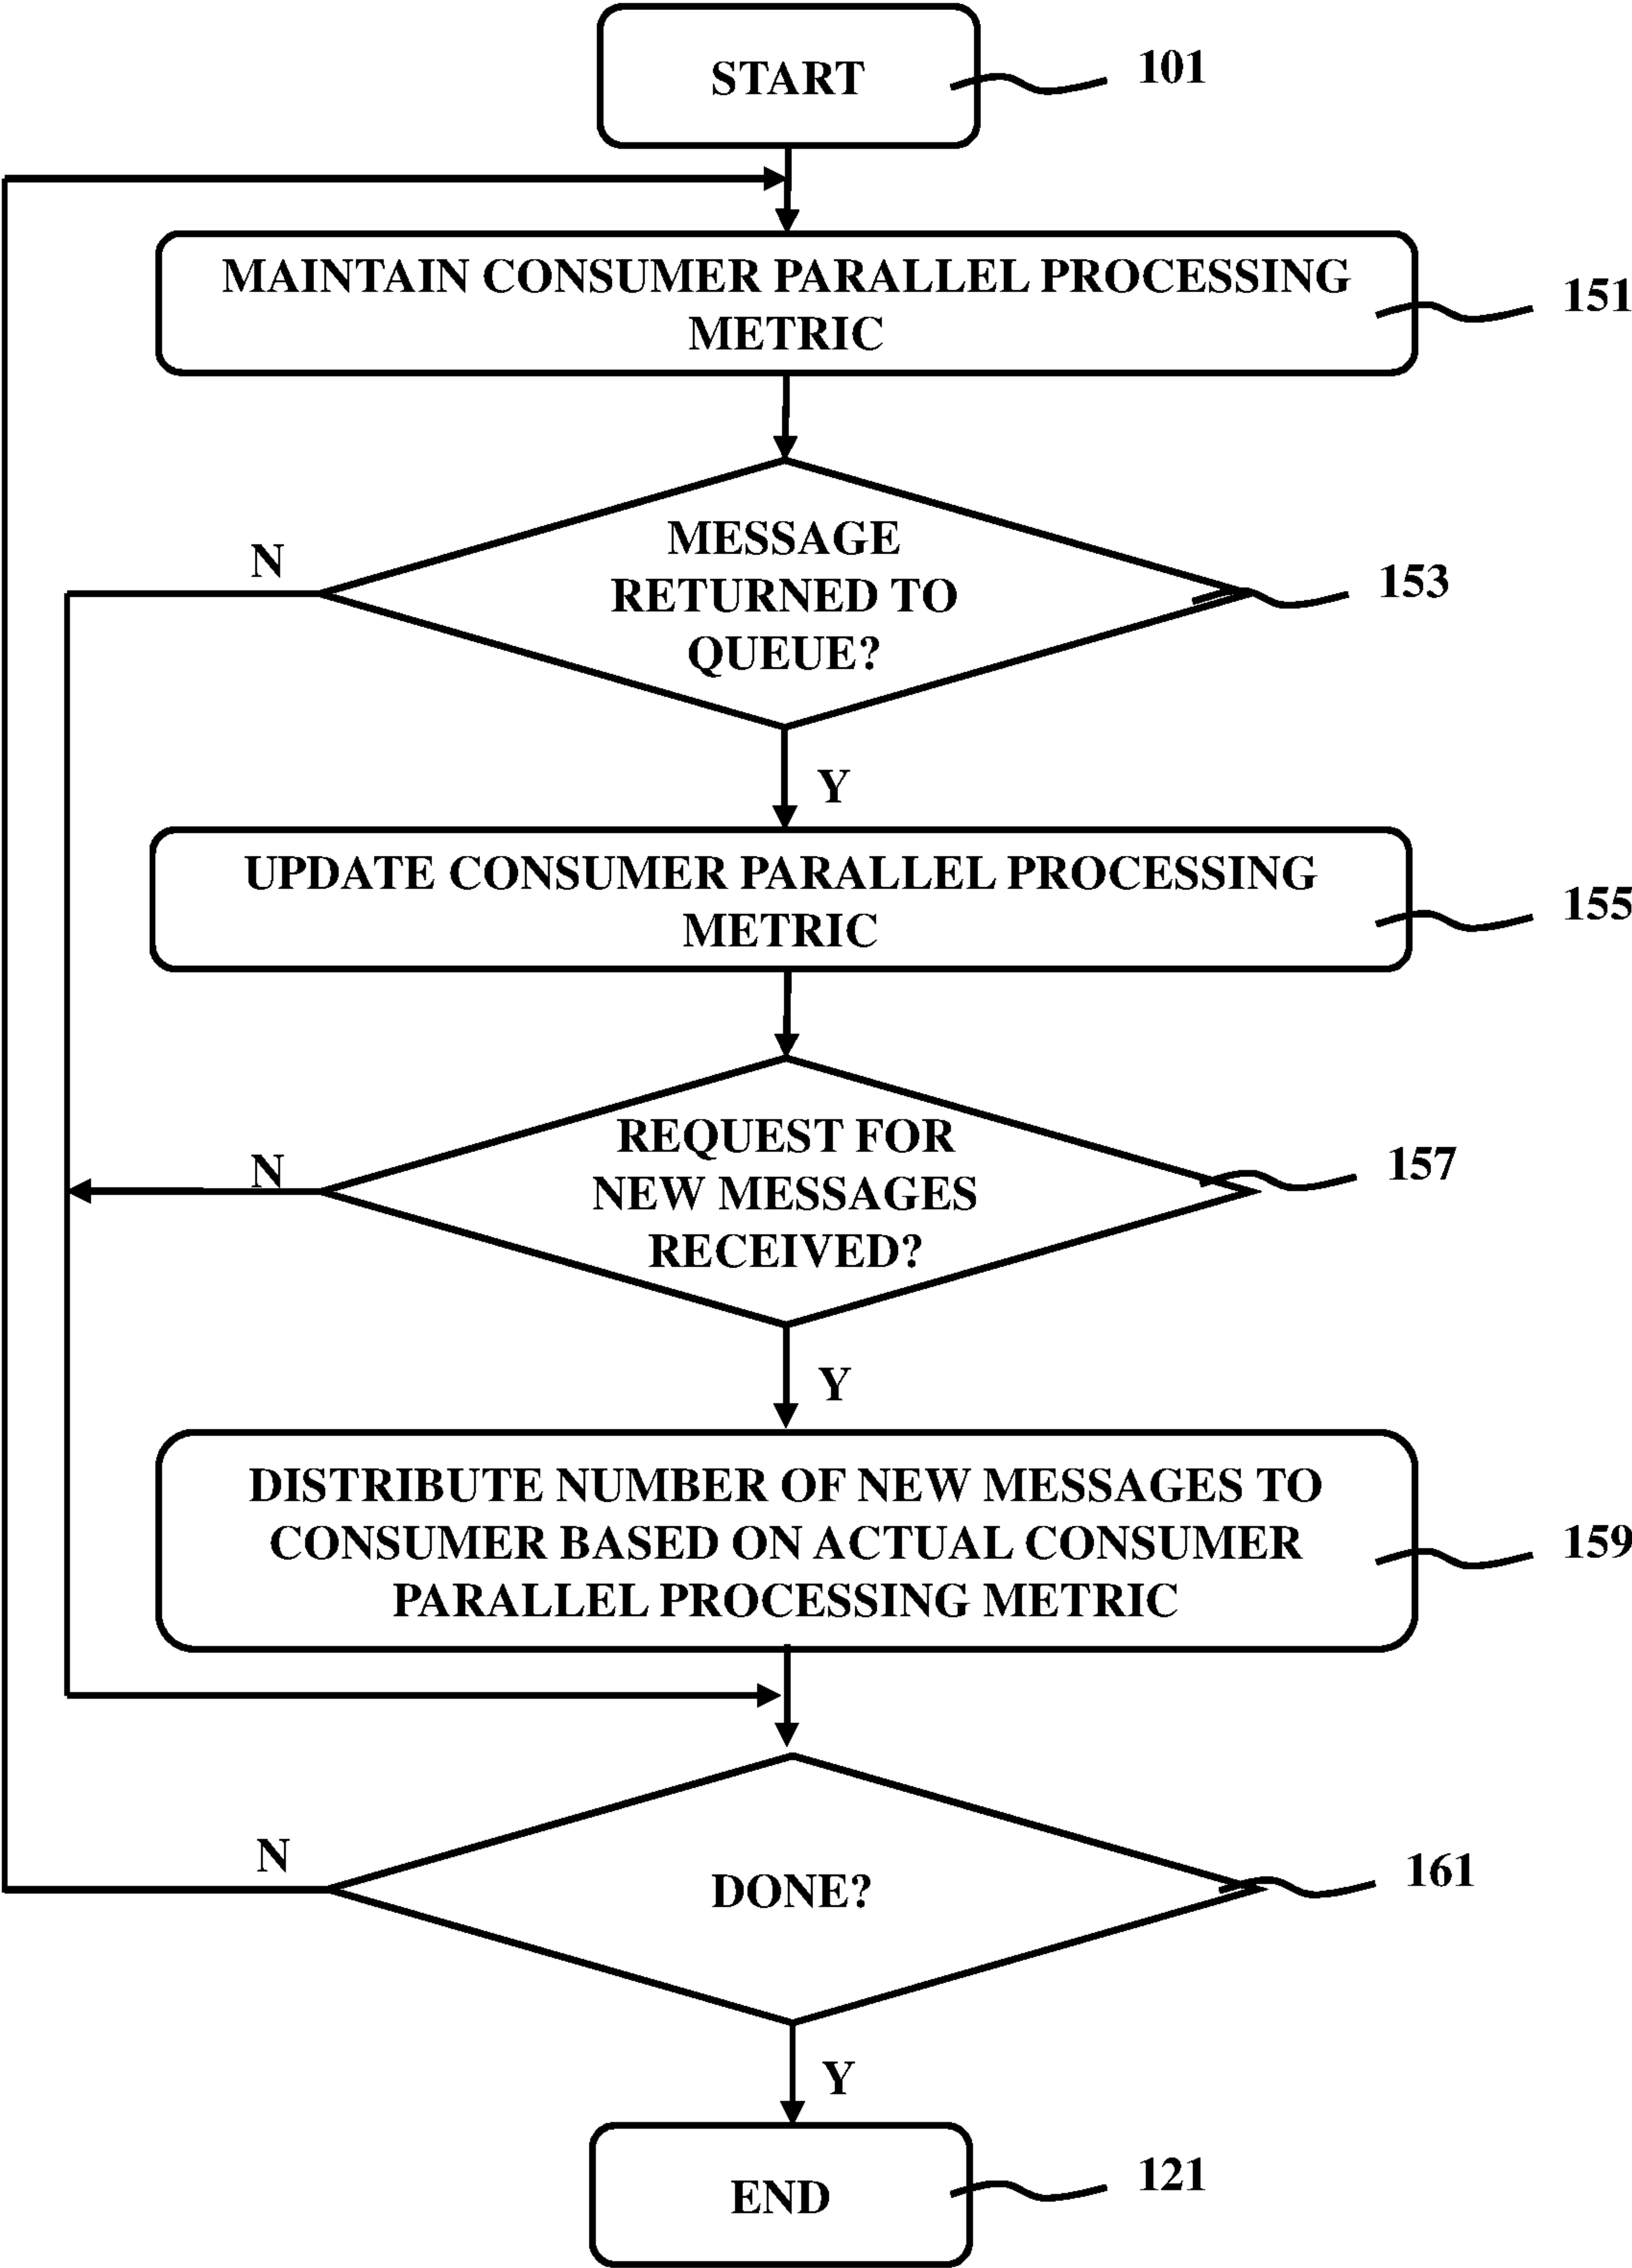 START
101
MAINTAIN CONSUMER PARALLEL PROCESSING
METRIC
151
MESSAGE
RETURNED TO
QUEUE?
153
N
Y
UPDATE CONSUMER PARALLEL PROCESSING
METRIC
155
REQUEST FOR
NEW MESSAGES
RECEIVED?
157
N
Y
DISTRIBUTE NUMBER OF NEW MESSAGES TO
CONSUMER BASED ON ACTUAL CONSUMER
PARALLEL PROCESSING METRIC
159
DONE?
161
N
Y
END
121